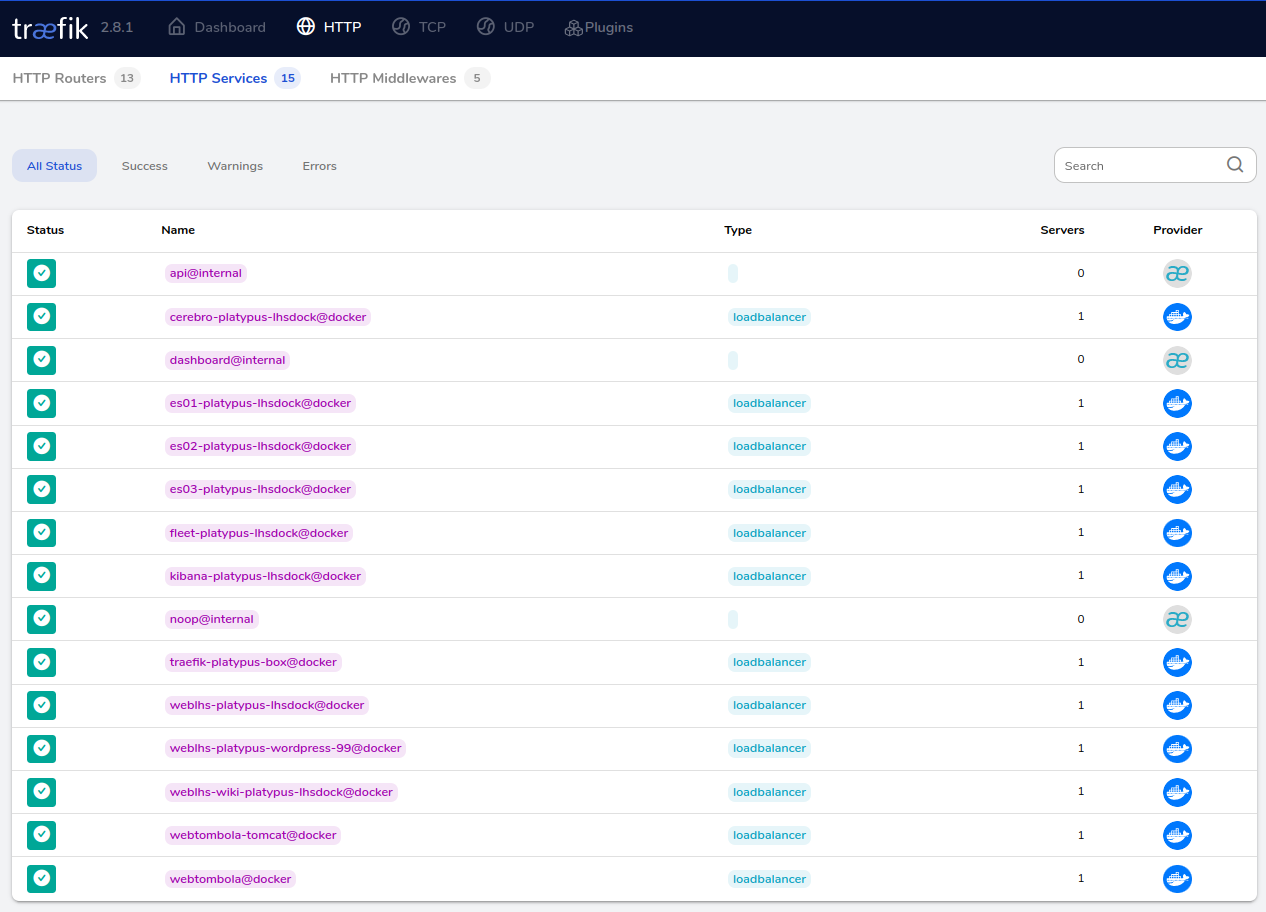 træfik 2.8.1 Dashboard HTTP TCP UDP Plugins
HTTP Routers 13 HTTP Services 15 HTTP Middlewares 5
All Status Success Warnings Errors Search
Status Name Type Servers Provider
api@internal 0 æ
cerebro-platypus-lhsdock@docker loadbalancer 1
dashboard@internal 0 æ
es01-platypus-lhsdock@docker loadbalancer 1
es02-platypus-lhsdock@docker loadbalancer 1
es03-platypus-lhsdock@docker loadbalancer 1
fleet-platypus-lhsdock@docker loadbalancer 1
kibana-platypus-lhsdock@docker loadbalancer 1
noop@internal 0 æ
traefik-platypus-box@docker loadbalancer 1
weblhs-platypus-lhsdock@docker loadbalancer 1
weblhs-platypus-wordpress-99@docker loadbalancer 1
weblhs-wiki-platypus-lhsdock@docker loadbalancer 1
webtombola-tomcat@docker loadbalancer 1
webtombola@docker loadbalancer 1